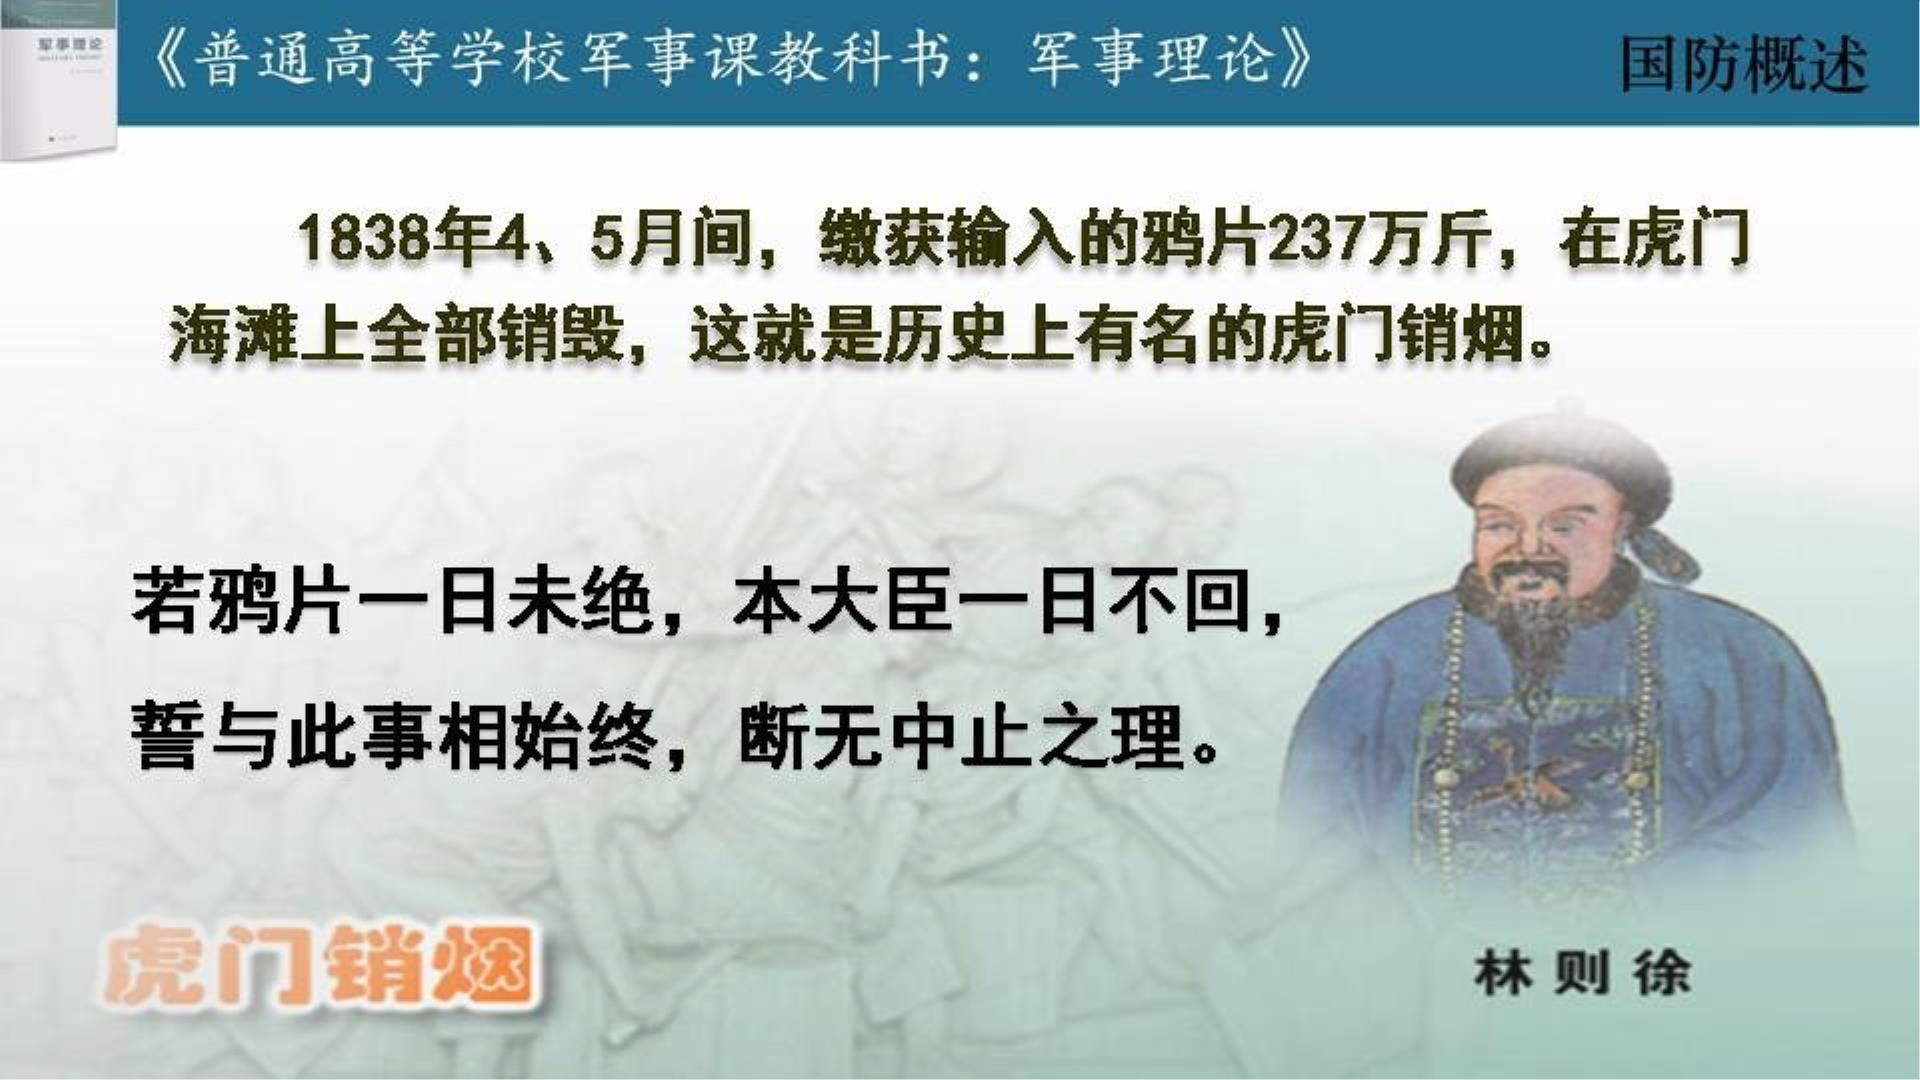 军事理论
《普通高等学校军事课教科书：军事理论》
国防概述
1838年4、5月间，缴获输入的鸦片237万斤，在虎门
海滩上全部销毁，这就是历史上有名的虎门销烟。
若鸦片一日未绝，本大臣一日不回，
誓与此事相始终，断无中止之理。
虎门销烟
林则徐